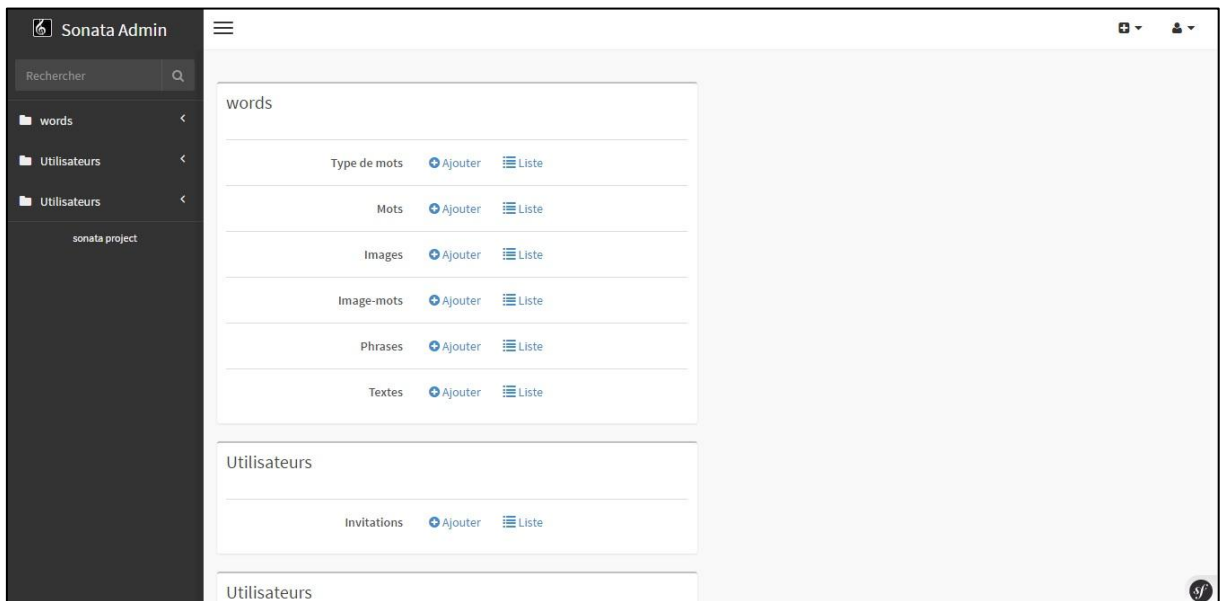 Sonata Admin
Rechercher
words
Utilisateurs
Utilisateurs
sonata project
words
Type de mots Ajouter Liste
Mots Ajouter Liste
Images Ajouter Liste
Image-mots Ajouter Liste
Phrases Ajouter Liste
Textes Ajouter Liste
Utilisateurs
Invitations Ajouter Liste
Utilisateurs
sf